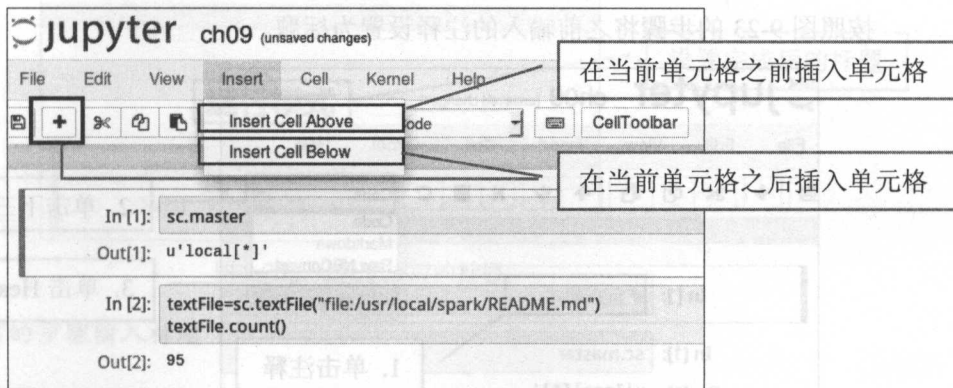 jupyter ch09 (unsaved changes)
File Edit View Insert Cell Kernel Help
在当前单元格之前插入单元格
Insert Cell Above
ode
CellToolbar
Insert Cell Below
在当前单元格之后插入单元格
In [1]: sc.master
Out[1]: u'local[*]'
In [2]: textFile=sc.textFile("file:/usr/local/spark/README.md")
textFile.count()
Out[2]: 95